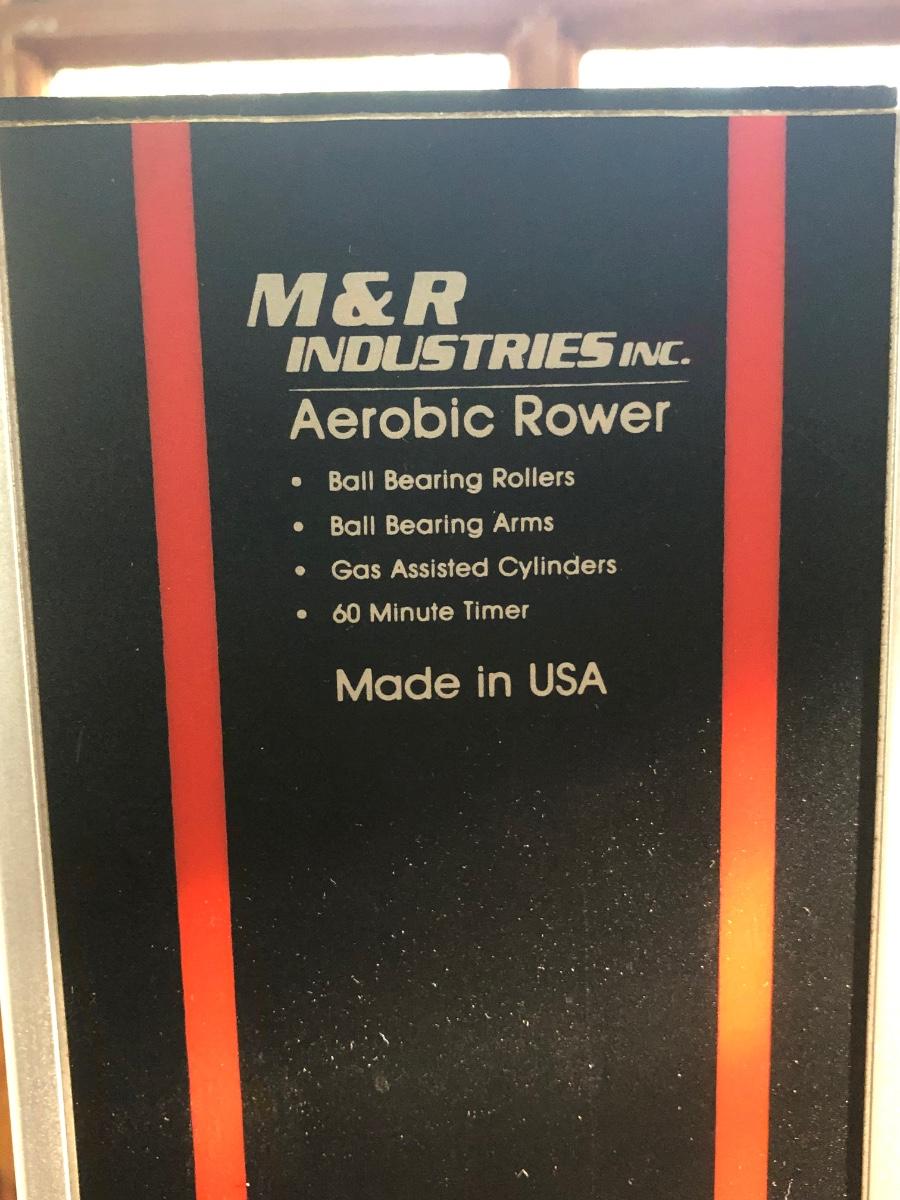 M & R
INDUSTRIES INC.
Aerobic Rower
• Ball Bearing Rollers
• Ball Bearing Arms
• Gas Assisted Cylinders
• 60 Minute Timer
Made in USA